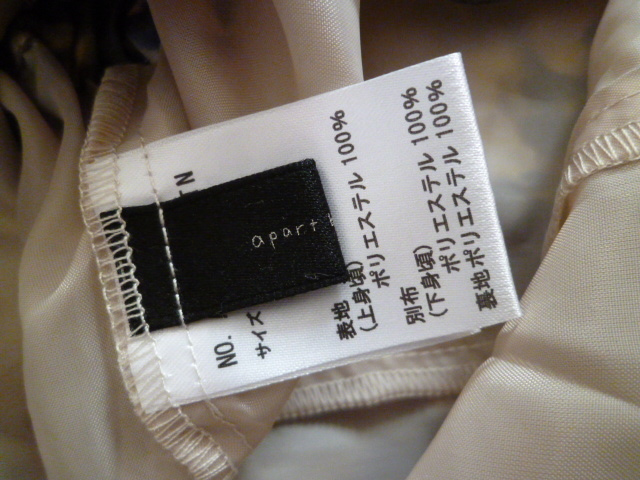 NO.
サイズ
表地
(上身頃)
ポリエステル 100%
別布
(下身頃)
ポリエステル 100%
裏地ポリエステル 100%
apart